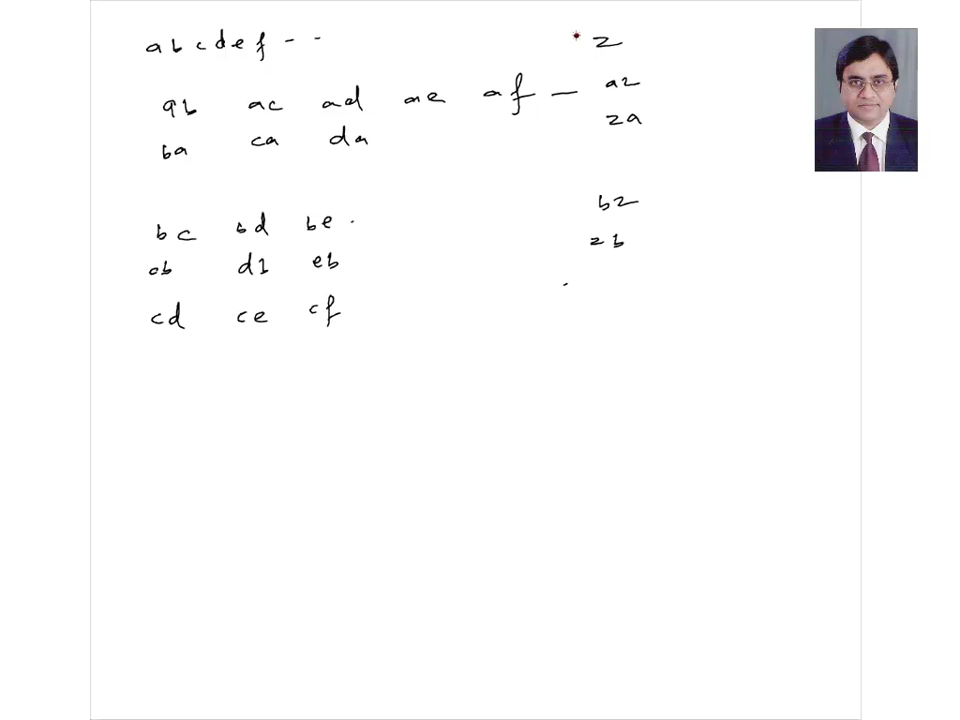 a b c d e f - - z
ab ac ad ae af — az
ba ca da za
bz
bc bd be .
zb
cb db eb
cd ce cf